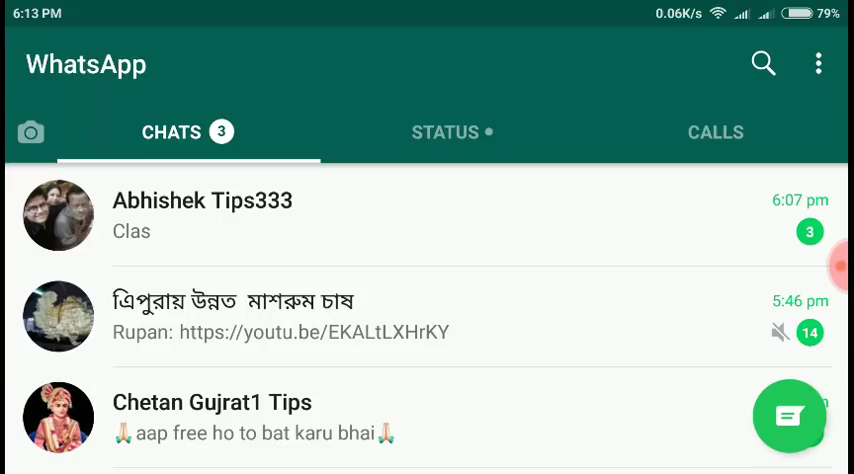 6:13 PM 0.06K/s 79%
WhatsApp
CHATS 3 STATUS CALLS
Abhishek Tips333 6:07 pm
Clas 3
এিপুরায় উন্নত মাশরুম চাষ 5:46 pm
Rupan: https://youtu.be/EKALtLXHrKY 14
Chetan Gujrat1 Tips
🙏🏻aap free ho to bat karu bhai🙏🏻